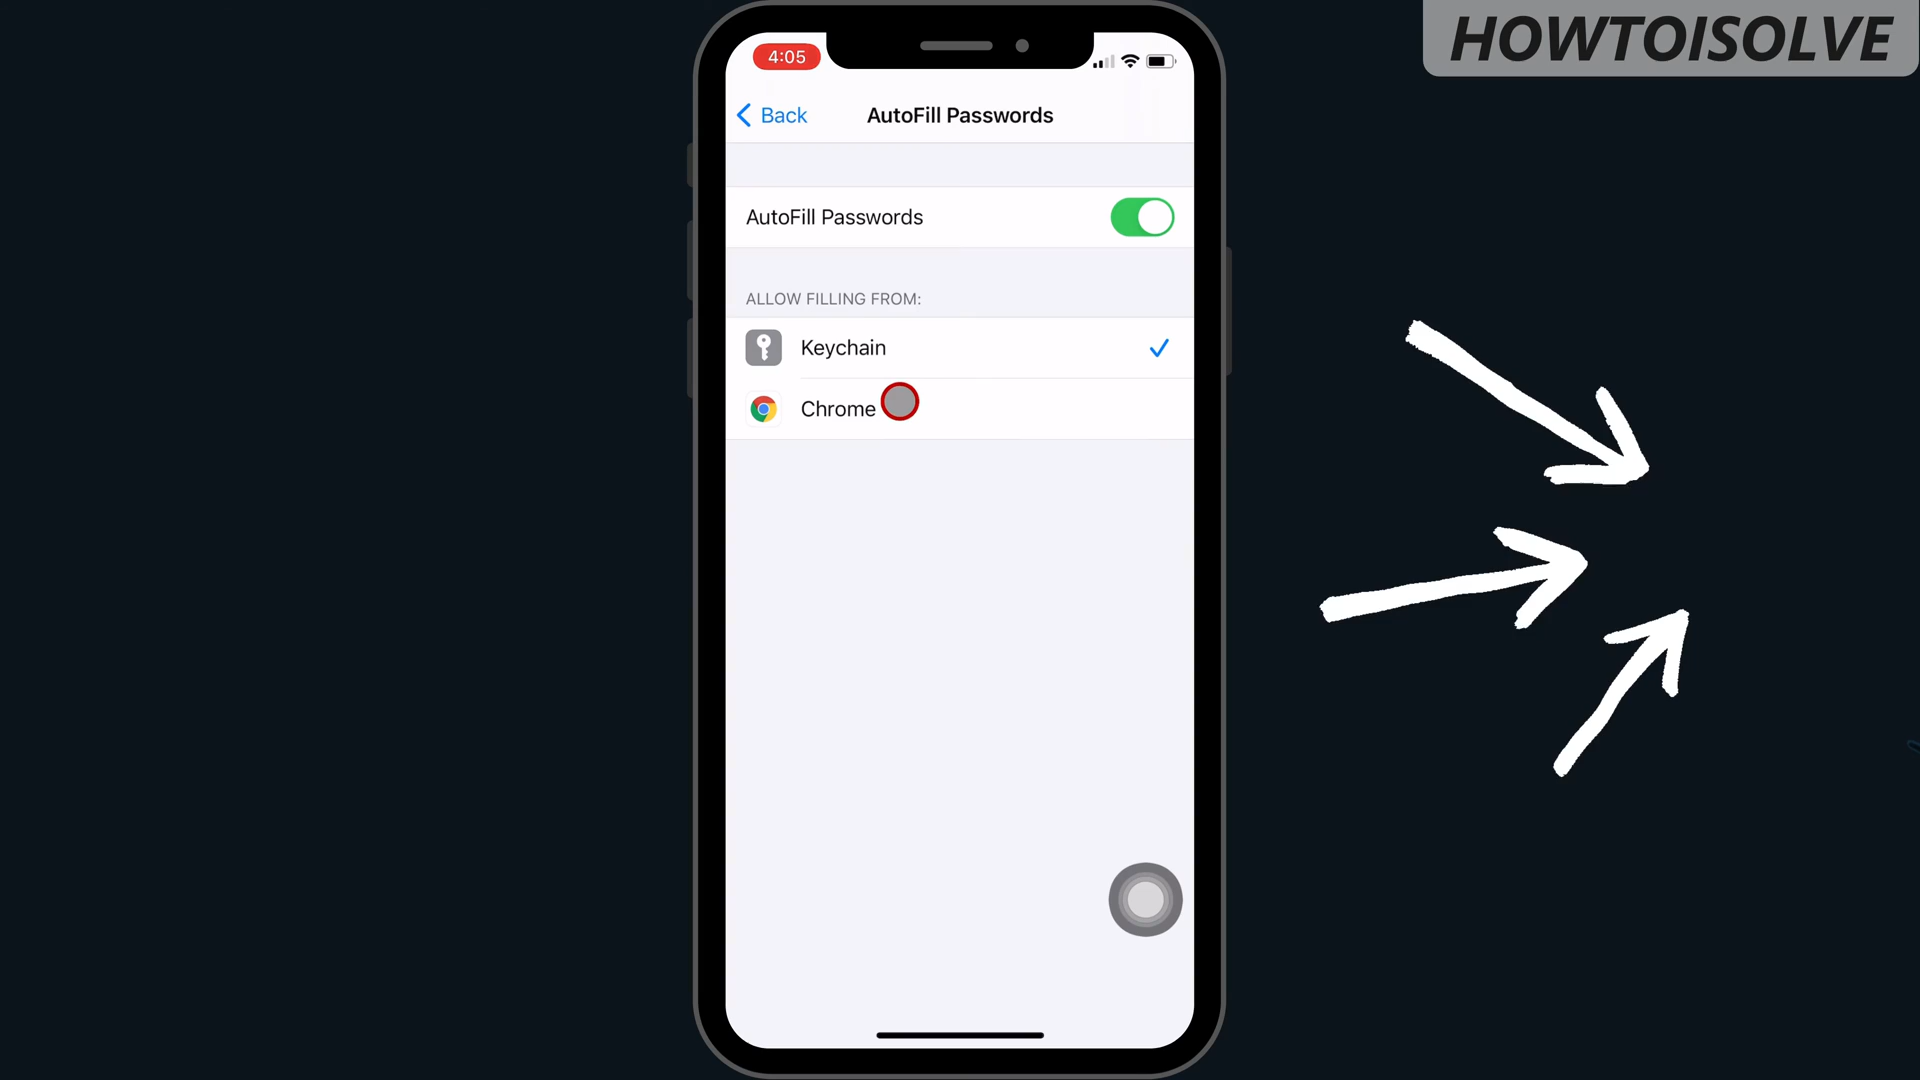 HOWTOISOLVE
4:05
Back
AutoFill Passwords
AutoFill Passwords
ALLOW FILLING FROM:
Keychain
Chrome